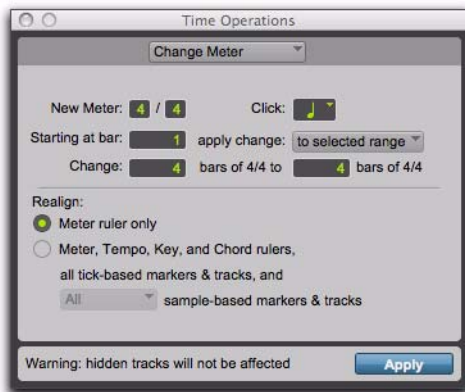 Time Operations
Change Meter
New Meter: 4 / 4 Click:
Starting at bar: 1 apply change: to selected range
Change: 4 bars of 4/4 to 4 bars of 4/4
Realign:
Meter ruler only
Meter, Tempo, Key, and Chord rulers,
all tick-based markers & tracks, and
All sample-based markers & tracks
Warning: hidden tracks will not be affected Apply